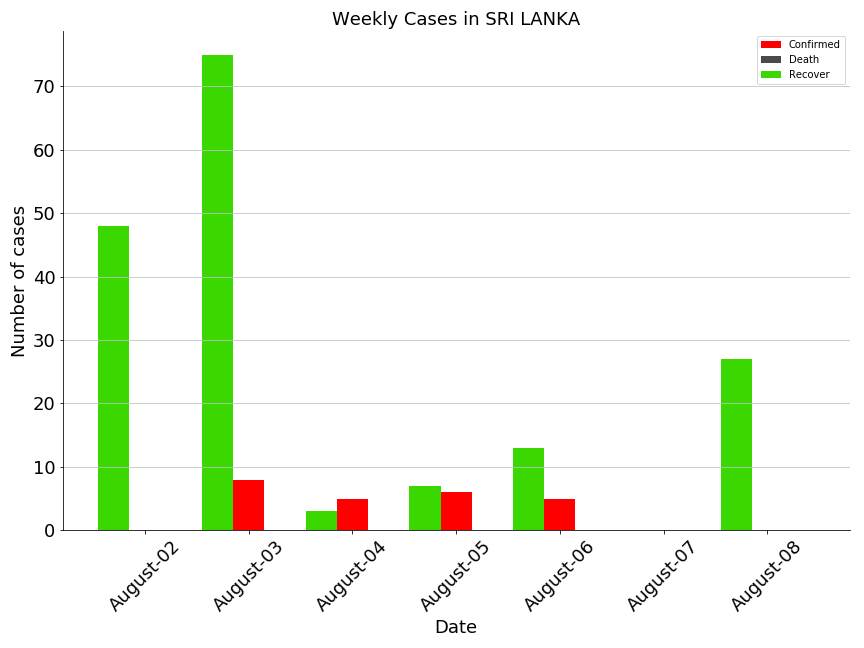 Weekly Cases in SRI LANKA
Confirmed
Death
Recover
Number of cases
70
60
50
40
30
20
10
0
August-02
August-03
August-04
August-05
August-06
August-07
August-08
Date